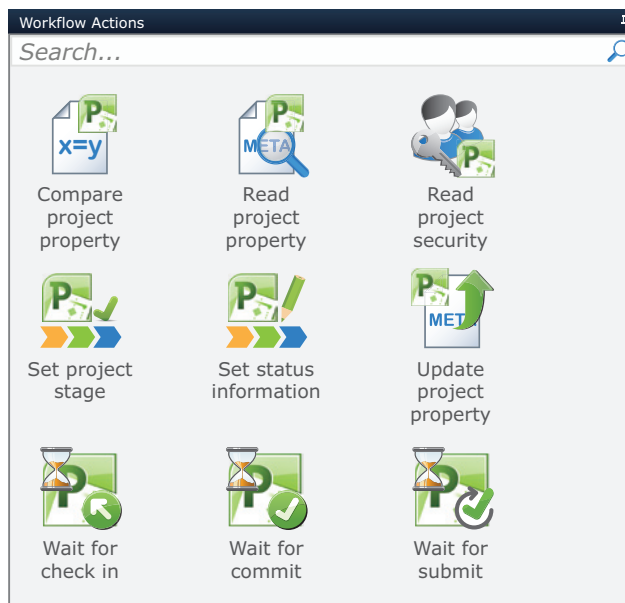 Workflow Actions
Search...
x=y
META
Compare
project
property
Read
project
property
Read
project
security
Set project
stage
Set status
information
META
Update
project
property
Wait for
check in
Wait for
commit
Wait for
submit